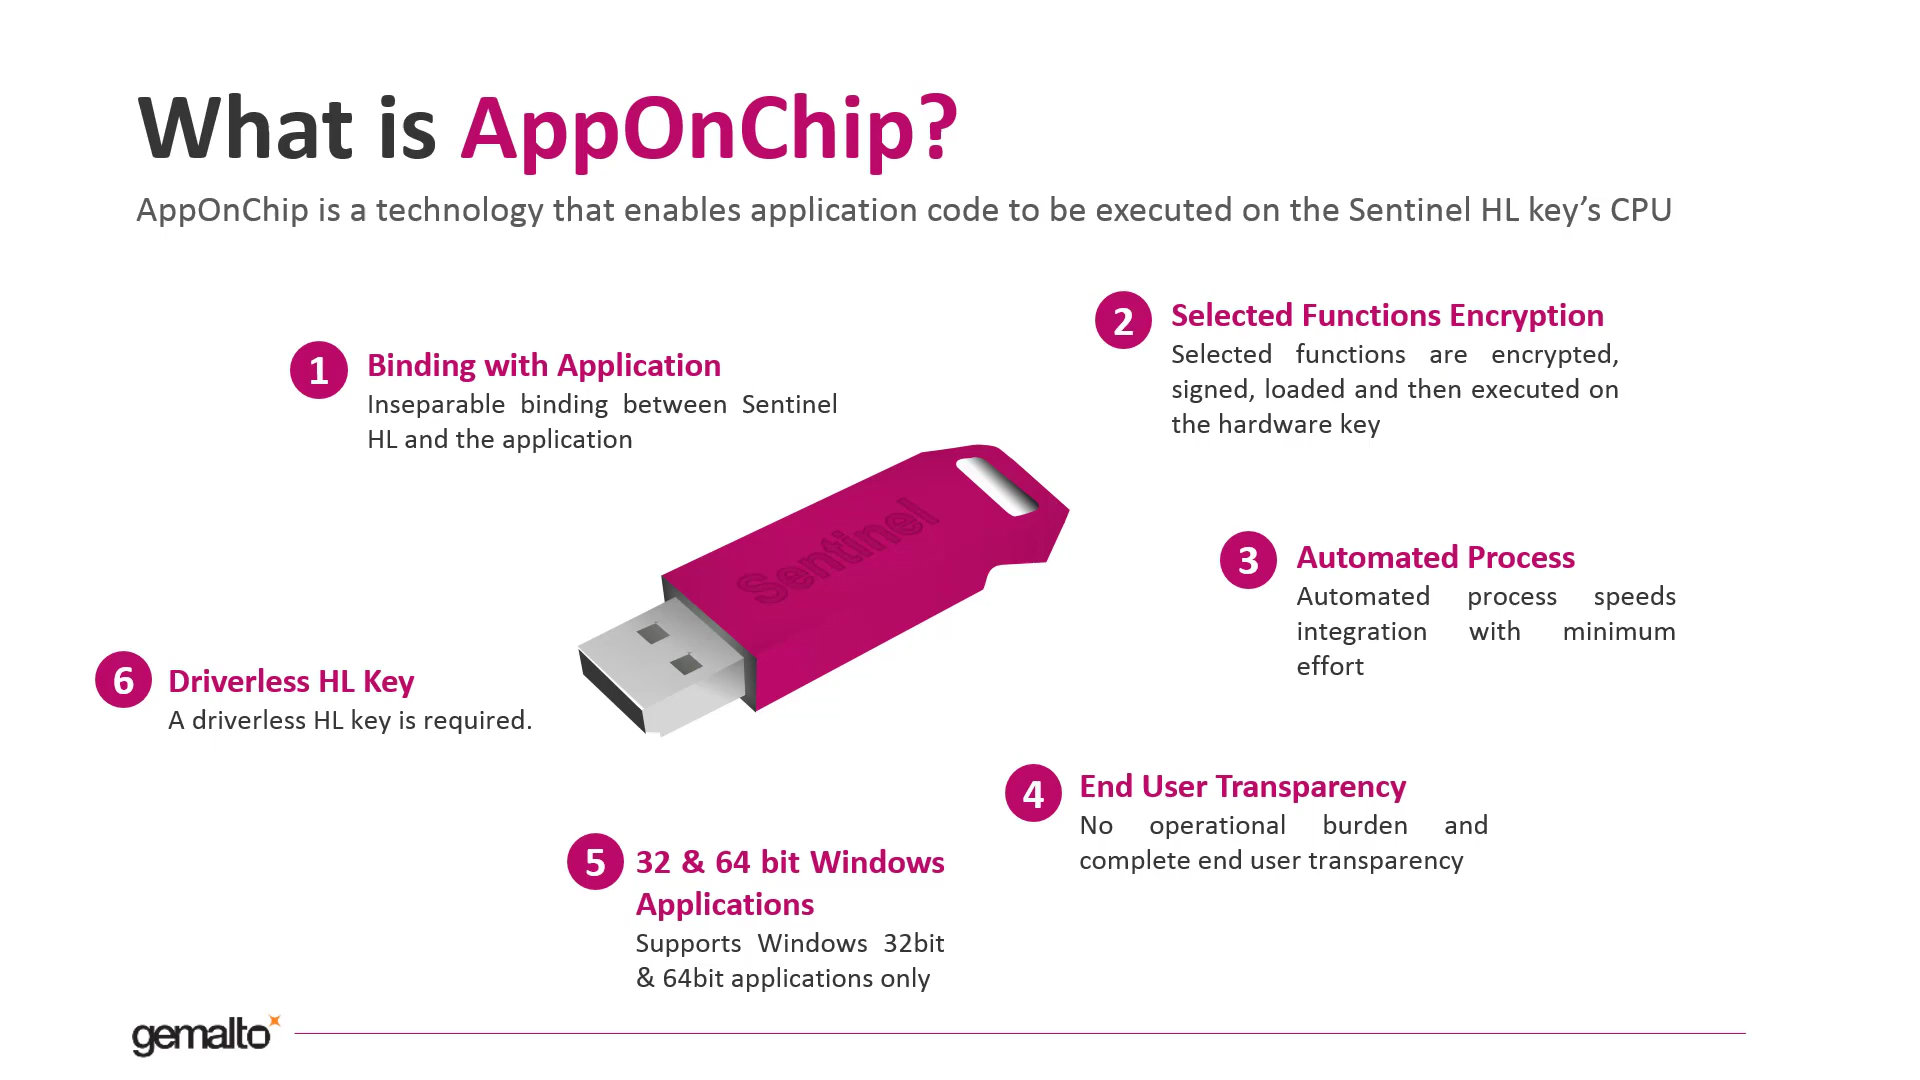 What is AppOnChip?
AppOnChip is a technology that enables application code to be executed on the Sentinel HL key’s CPU
1
Binding with Application
Inseparable binding between Sentinel
HL and the application
2
Selected Functions Encryption
Selected functions are encrypted,
signed, loaded and then executed on
the hardware key
3
Automated Process
Automated process speeds
integration with minimum
effort
4
End User Transparency
No operational burden and
complete end user transparency
5
32 & 64 bit Windows
Applications
Supports Windows 32bit
& 64bit applications only
6
Driverless HL Key
A driverless HL key is required.
Sentinel
gemalto